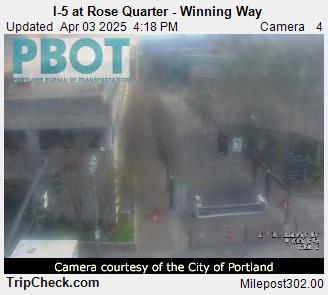 I-5 at Rose Quarter - Winning Way
Updated Apr 03 2025 4:18 PM Camera 4
PBOT
PORTLAND BUREAU OF TRANSPORTATION
Camera courtesy of the City of Portland
TripCheck.com Milepost302.00